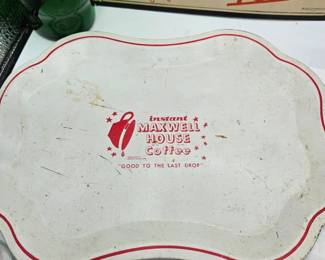 instant
MAXWELL
HOUSE
Coffee
"GOOD TO THE LAST DROP"